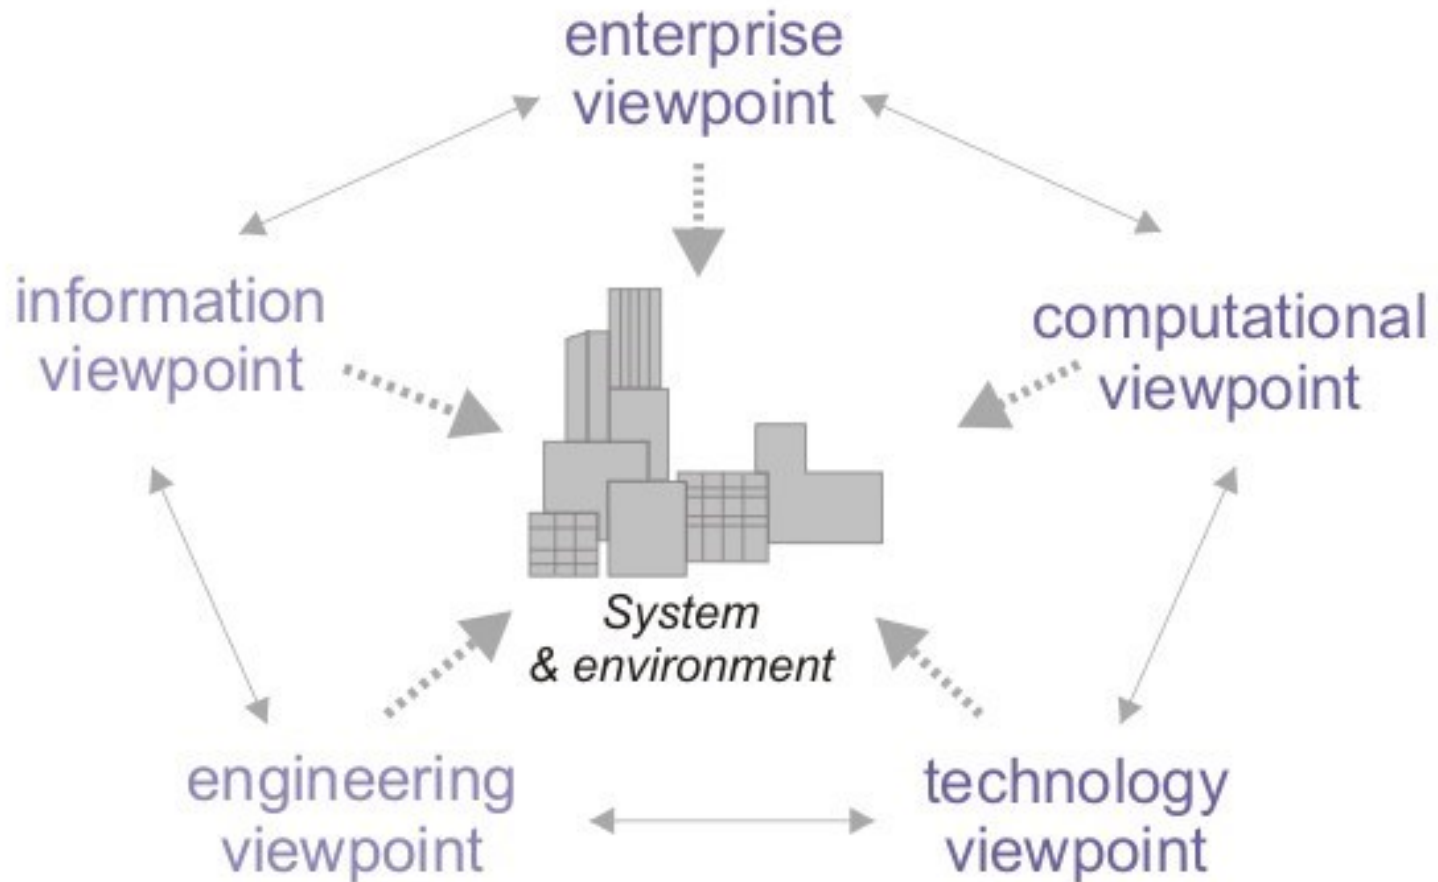 enterprise
viewpoint
information
viewpoint
computational
viewpoint
System
& environment
engineering
viewpoint
technology
viewpoint